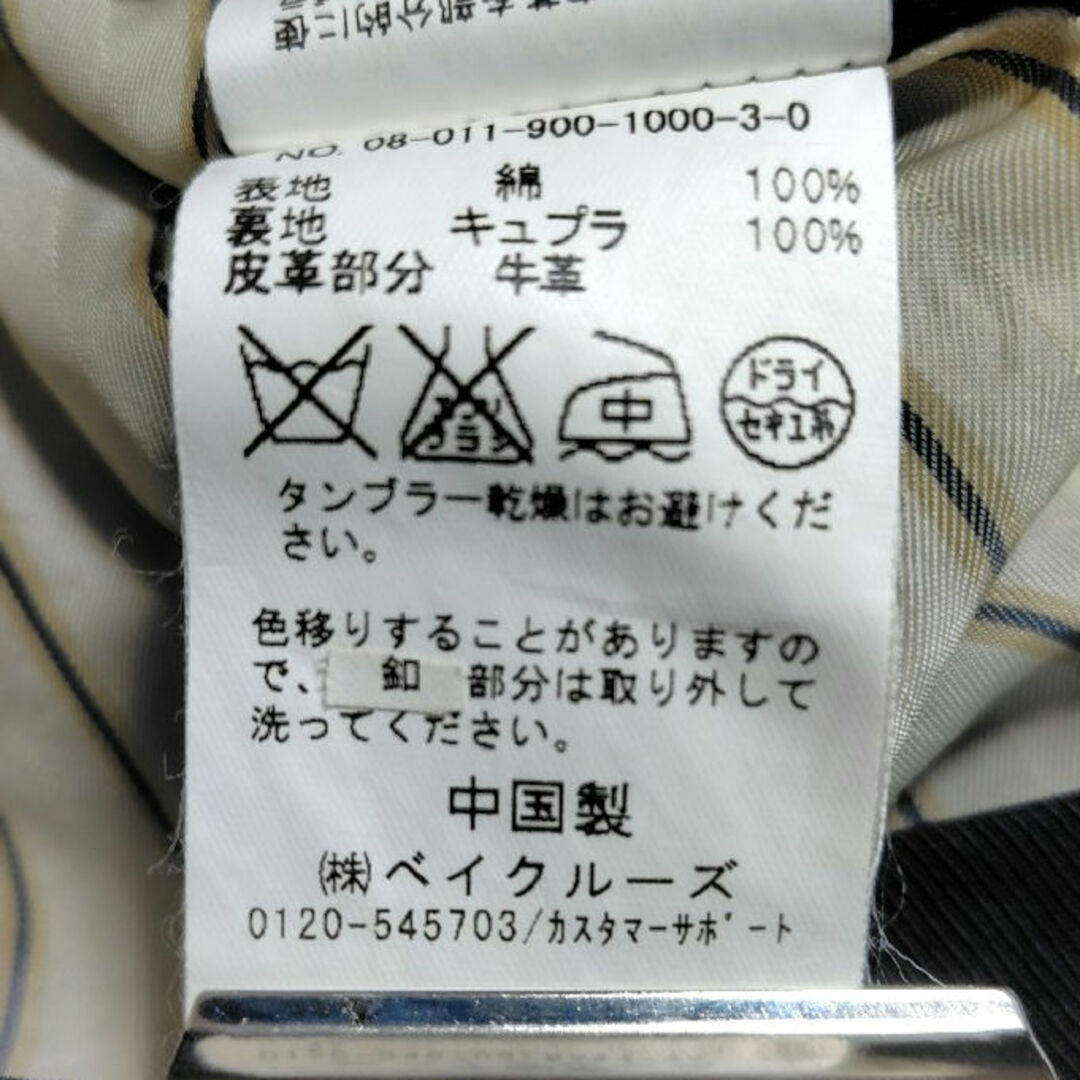 部分的に使
NO. 08-011-900-1000-3-0
表地 綿 100%
裏地 キュプラ 100%
皮革部分 牛革
中
ドライ
セキユ系
タンブラー乾燥はお避けくだ
さい。
色移りすることがありますの
で、釦 部分は取り外して
洗ってください。
中国製
(株)ベイクルーズ
0120-545703/カスタマーサポート